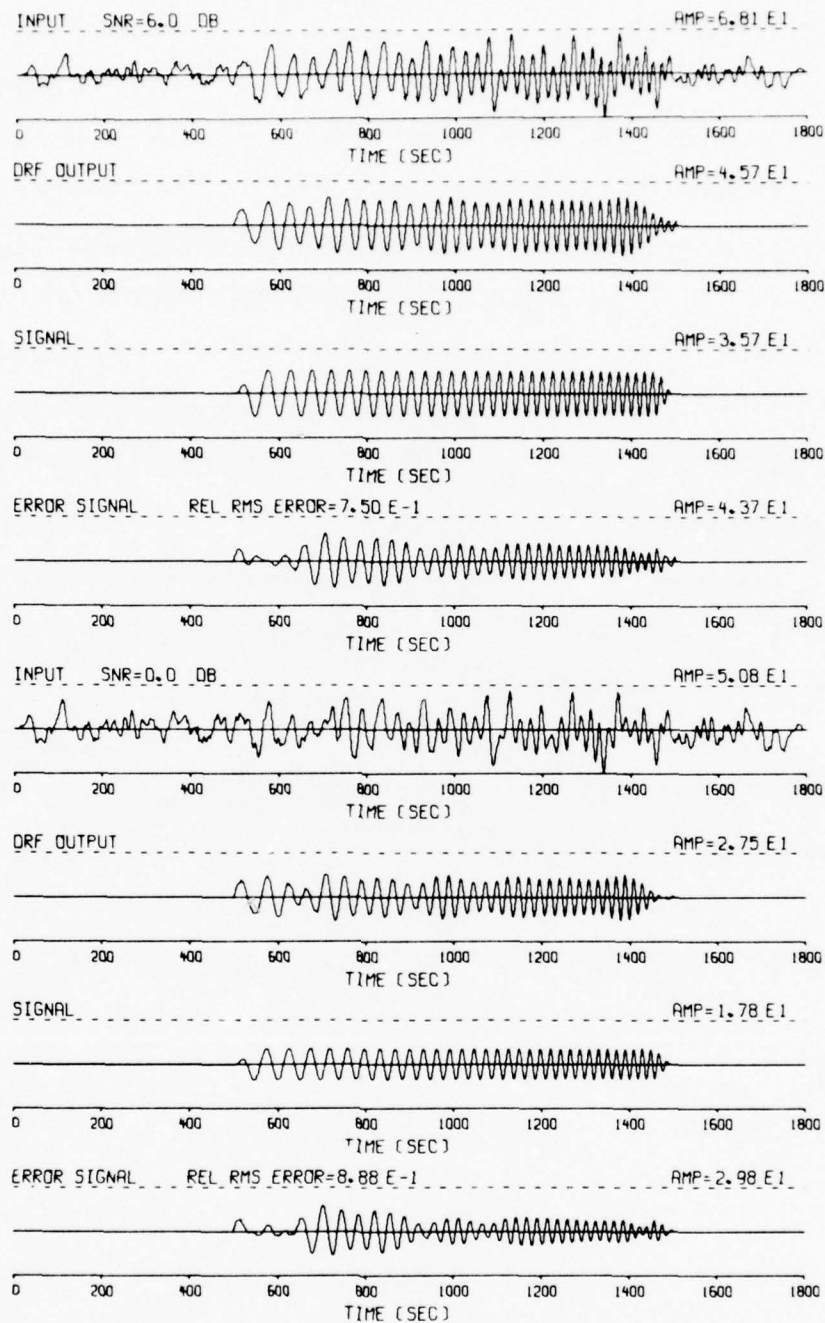 INPUT SNR=6.0 DB AMP=6.81 E1
0 200 400 600 800 1000 1200 1400 1600 1800
TIME (SEC)
DRF OUTPUT AMP=4.57 E1
0 200 400 600 800 1000 1200 1400 1600 1800
TIME (SEC)
SIGNAL AMP=3.57 E1
0 200 400 600 800 1000 1200 1400 1600 1800
TIME (SEC)
ERROR SIGNAL REL RMS ERROR=7.50 E-1 AMP=4.37 E1
0 200 400 600 800 1000 1200 1400 1600 1800
TIME (SEC)
INPUT SNR=0.0 DB AMP=5.08 E1
0 200 400 600 800 1000 1200 1400 1600 1800
TIME (SEC)
DRF OUTPUT AMP=2.75 E1
0 200 400 600 800 1000 1200 1400 1600 1800
TIME (SEC)
SIGNAL AMP=1.78 E1
0 200 400 600 800 1000 1200 1400 1600 1800
TIME (SEC)
ERROR SIGNAL REL RMS ERROR=8.88 E-1 AMP=2.98 E1
0 200 400 600 800 1000 1200 1400 1600 1800
TIME (SEC)